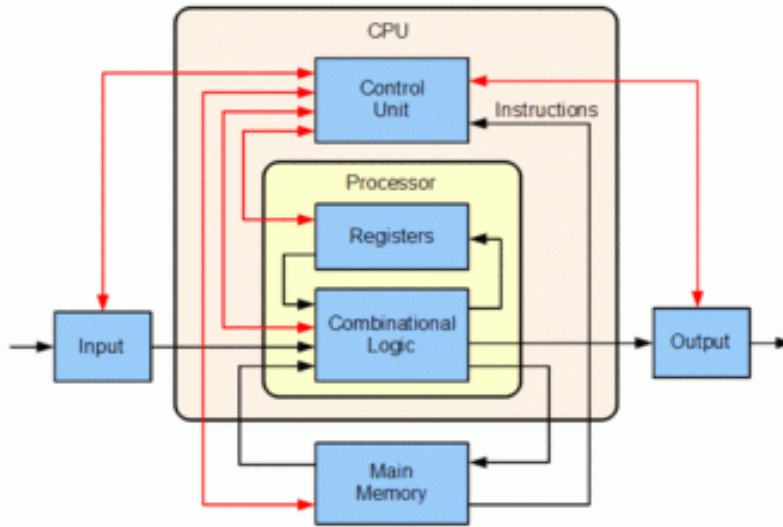 CPU
Control
Unit
Instructions
Processor
Registers
Combinational
Logic
Input
Output
Main
Memory